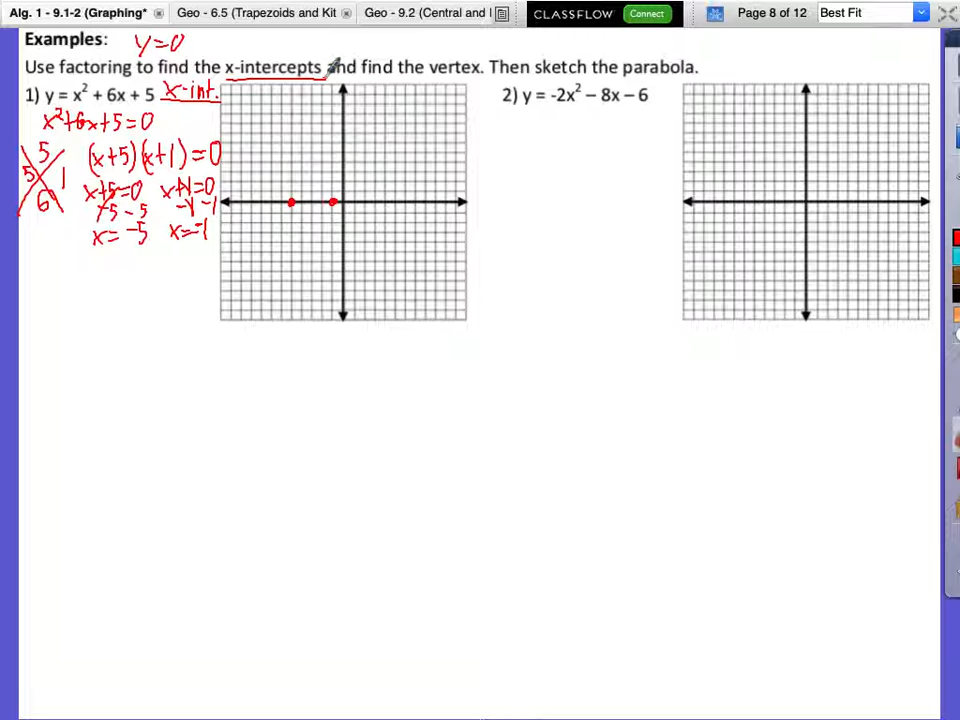 Alg. 1 - 9.1-2 (Graphing*
Geo - 6.5 (Trapezoids and Kit
Geo - 9.2 (Central and I
CLASSFLOW
Connect
Page 8 of 12
Best Fit
Examples:
y=0
Use factoring to find the x-intercepts and find the vertex. Then sketch the parabola.
1) y = x² + 6x + 5
x-int.
2) y = -2x² – 8x – 6
x²+6x+5=0
5
5
1
6
(x+5)(x+1)=0
x+5=0 x+1=0
-5 -5 -1 -1
x=-5 x=-1